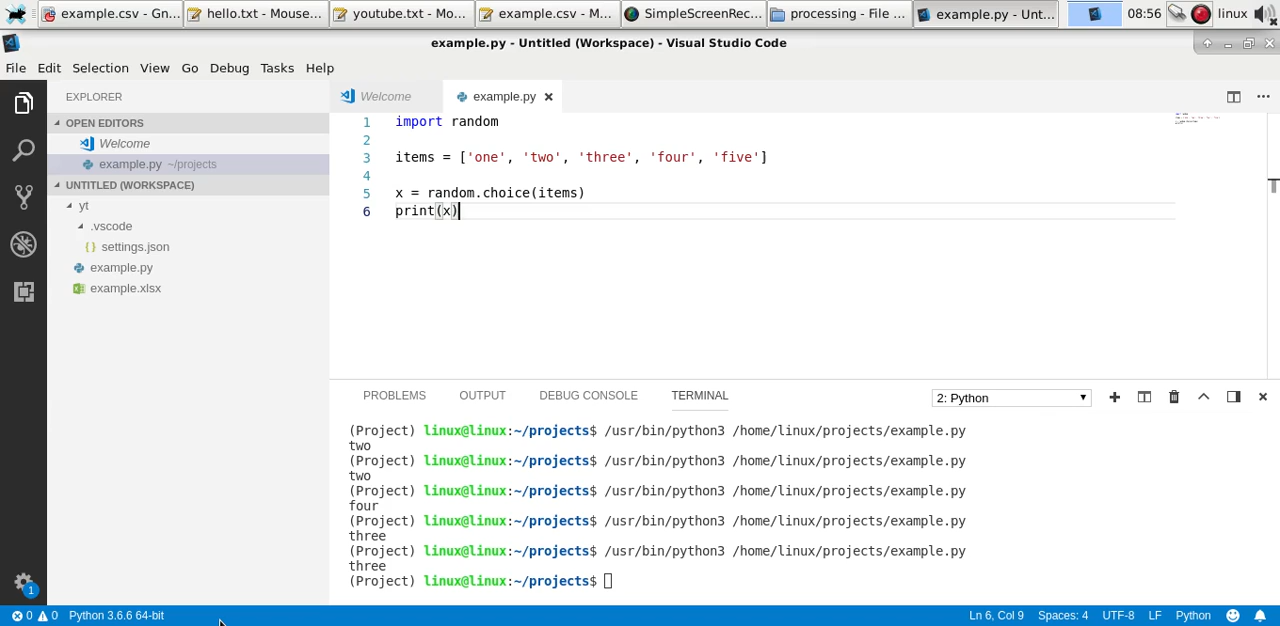 example.csv - Gn...
hello.txt - Mouse...
youtube.txt - Mo...
example.csv - M...
SimpleScreenRec...
processing - File ...
example.py - Unt...
08:56
linux
example.py - Untitled (Workspace) - Visual Studio Code
File Edit Selection View Go Debug Tasks Help
EXPLORER
OPEN EDITORS
Welcome
example.py ~/projects
UNTITLED (WORKSPACE)
yt
.vscode
{ } settings.json
example.py
example.xlsx
1
Welcome
example.py
1 import random
2
3 items = ['one', 'two', 'three', 'four', 'five']
4
5 x = random.choice(items)
6 print(x)
PROBLEMS OUTPUT DEBUG CONSOLE TERMINAL
2: Python
(Project) linux@linux:~/projects$ /usr/bin/python3 /home/linux/projects/example.py
two
(Project) linux@linux:~/projects$ /usr/bin/python3 /home/linux/projects/example.py
two
(Project) linux@linux:~/projects$ /usr/bin/python3 /home/linux/projects/example.py
four
(Project) linux@linux:~/projects$ /usr/bin/python3 /home/linux/projects/example.py
three
(Project) linux@linux:~/projects$ /usr/bin/python3 /home/linux/projects/example.py
three
(Project) linux@linux:~/projects$
0 0 Python 3.6.6 64-bit
Ln 6, Col 9 Spaces: 4 UTF-8 LF Python